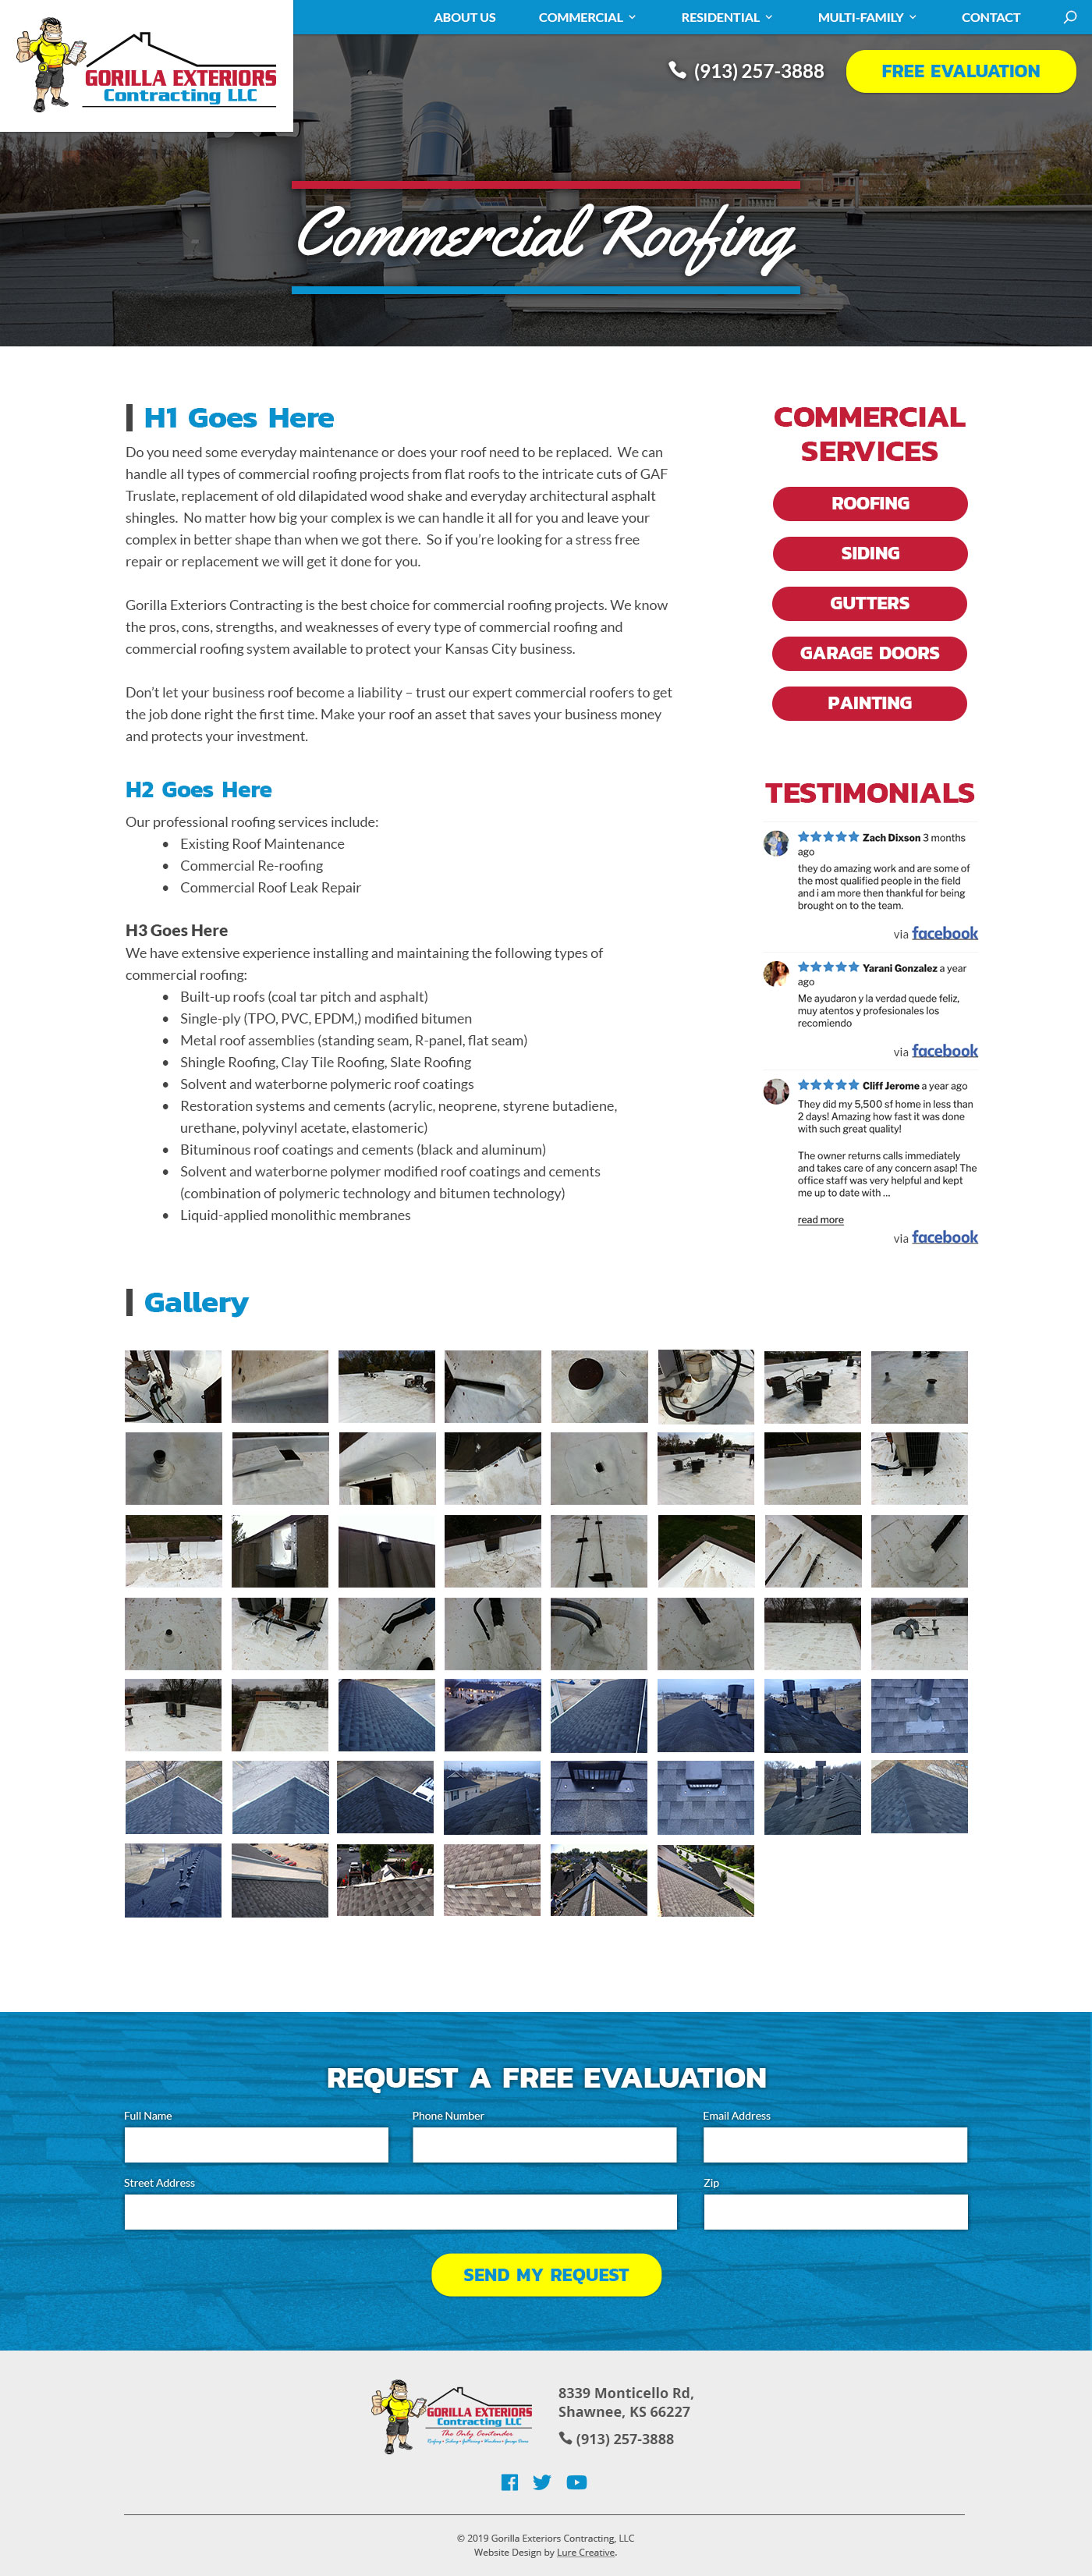 GORILLA EXTERIORS
Contracting LLC
ABOUT US
COMMERCIAL
RESIDENTIAL
MULTI-FAMILY
CONTACT
(913) 257-3888
FREE EVALUATION
Commercial Roofing
H1 Goes Here
Do you need some everyday maintenance or does your roof need to be replaced.  We can
handle all types of commercial roofing projects from flat roofs to the intricate cuts of GAF
Truslate, replacement of old dilapidated wood shake and everyday architectural asphalt
shingles.  No matter how big your complex is we can handle it all for you and leave your
complex in better shape than when we got there.  So if you’re looking for a stress free
repair or replacement we will get it done for you.
Gorilla Exteriors Contracting is the best choice for commercial roofing projects. We know
the pros, cons, strengths, and weaknesses of every type of commercial roofing and
commercial roofing system available to protect your Kansas City business.
Don’t let your business roof become a liability – trust our expert commercial roofers to get
the job done right the first time. Make your roof an asset that saves your business money
and protects your investment.
H2 Goes Here
Our professional roofing services include:
• Existing Roof Maintenance
• Commercial Re-roofing
• Commercial Roof Leak Repair
H3 Goes Here
We have extensive experience installing and maintaining the following types of
commercial roofing:
• Built-up roofs (coal tar pitch and asphalt)
• Single-ply (TPO, PVC, EPDM,) modified bitumen
• Metal roof assemblies (standing seam, R-panel, flat seam)
• Shingle Roofing, Clay Tile Roofing, Slate Roofing
• Solvent and waterborne polymeric roof coatings
• Restoration systems and cements (acrylic, neoprene, styrene butadiene,
urethane, polyvinyl acetate, elastomeric)
• Bituminous roof coatings and cements (black and aluminum)
• Solvent and waterborne polymer modified roof coatings and cements
(combination of polymeric technology and bitumen technology)
• Liquid-applied monolithic membranes
COMMERCIAL
SERVICES
ROOFING
SIDING
GUTTERS
GARAGE DOORS
PAINTING
TESTIMONIALS
Zach Dixson 3 months
ago
they do amazing work and are some of
the most qualified people in the field
and i am more then thankful for being
brought on to the team.
via facebook
Yarani Gonzalez a year
ago
Me ayudaron y la verdad quede feliz,
muy atentos y profesionales los
recomiendo
via facebook
Cliff Jerome a year ago
They did my 5,500 sf home in less than
2 days! Amazing how fast it was done
with such great quality!
The owner returns calls immediately
and takes care of any concern asap! The
office staff was very helpful and kept
me up to date with ...
read more
via facebook
Gallery
REQUEST A FREE EVALUATION
Full Name
Phone Number
Email Address
Street Address
Zip
SEND MY REQUEST
GORILLA EXTERIORS
Contracting LLC
The Only Contender
Roofing • Siding • Guttering • Windows • Garage Doors
8339 Monticello Rd,
Shawnee, KS 66227
(913) 257-3888
© 2019 Gorilla Exteriors Contracting, LLC
Website Design by Lure Creative.